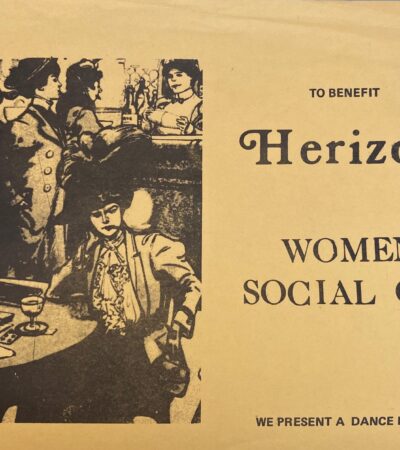 TO BENEFIT
Herizo
WOMEN
SOCIAL C
WE PRESENT A DANCE